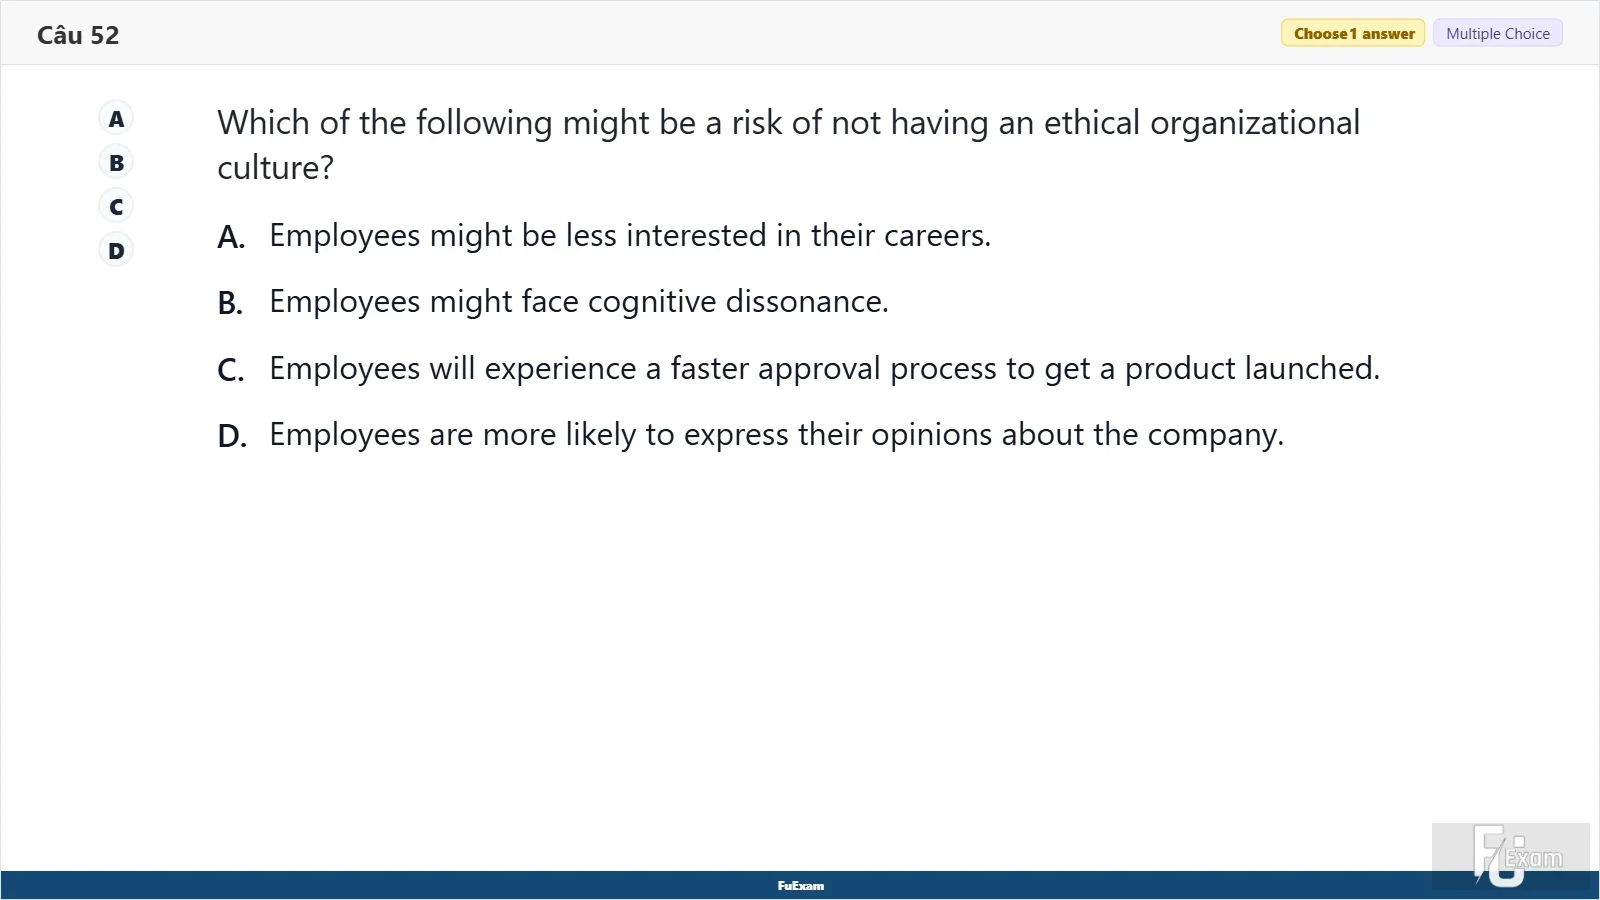 Câu 52
Choose 1 answer
Multiple Choice
A
B
C
D
Which of the following might be a risk of not having an ethical organizational
culture?
A. Employees might be less interested in their careers.
B. Employees might face cognitive dissonance.
C. Employees will experience a faster approval process to get a product launched.
D. Employees are more likely to express their opinions about the company.
FuExam
FU Exam